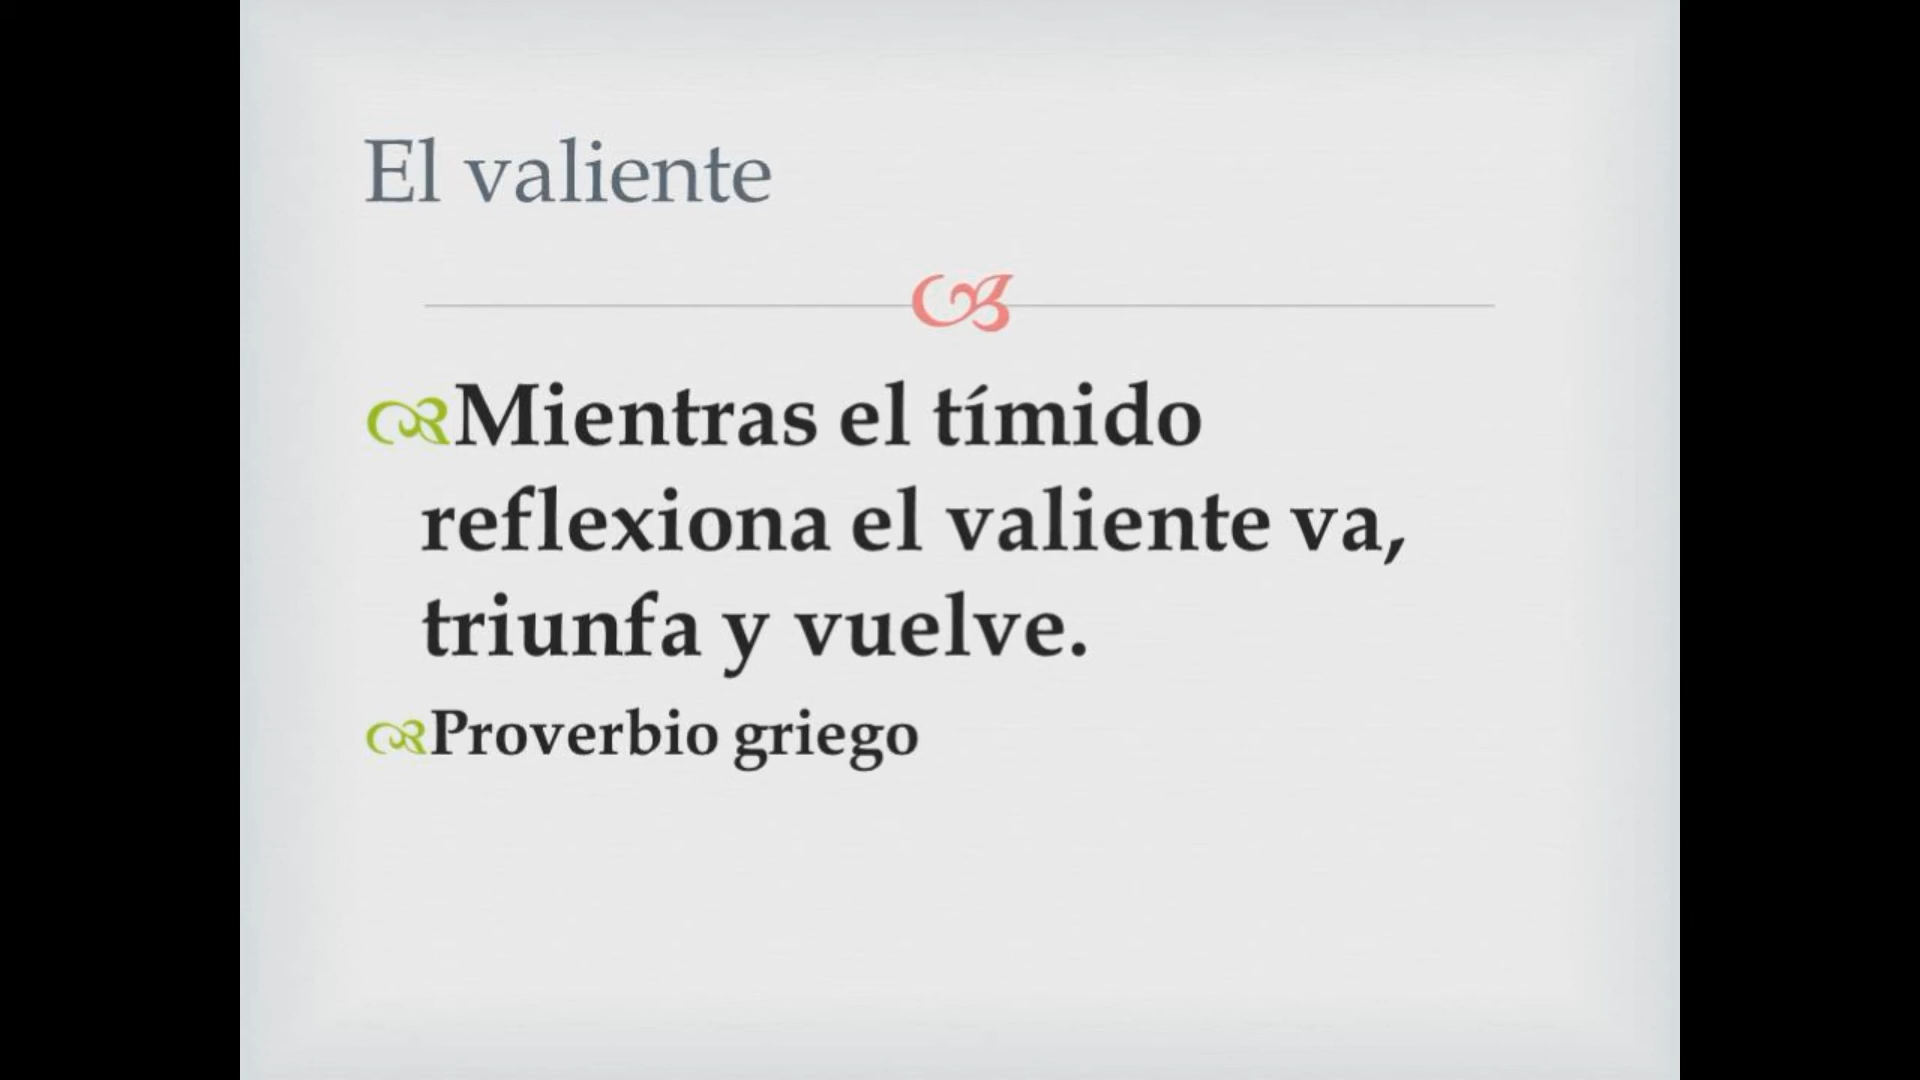 El valiente
Mientras el tímido
reflexiona el valiente va,
triunfa y vuelve.
Proverbio griego